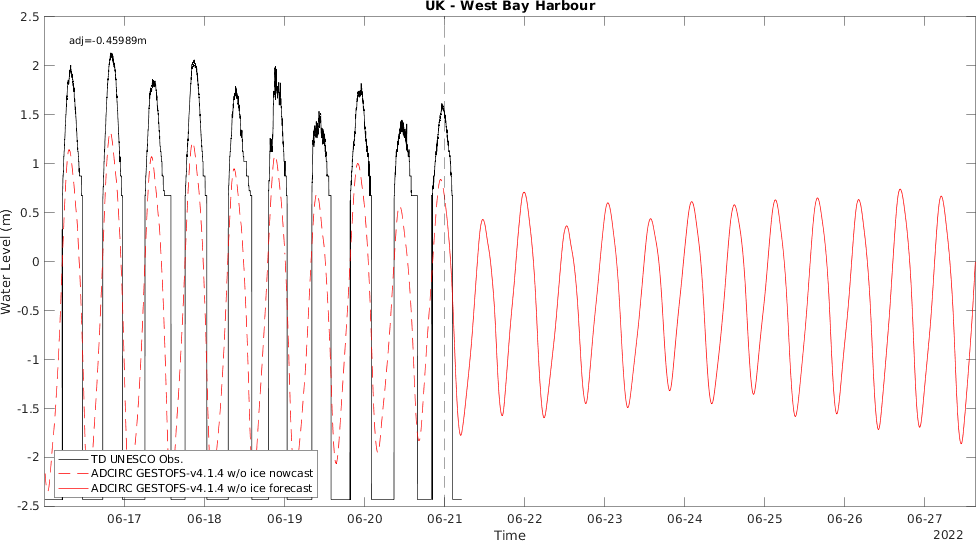 UK - West Bay Harbour
adj=-0.45989m
2.5
2
1.5
1
0.5
0
-0.5
-1
-1.5
-2
-2.5
Water Level (m)
TD UNESCO Obs.
ADCIRC GESTOFS-v4.1.4 w/o ice nowcast
ADCIRC GESTOFS-v4.1.4 w/o ice forecast
06-17 06-18 06-19 06-20 06-21 06-22 06-23 06-24 06-25 06-26 06-27
Time
2022